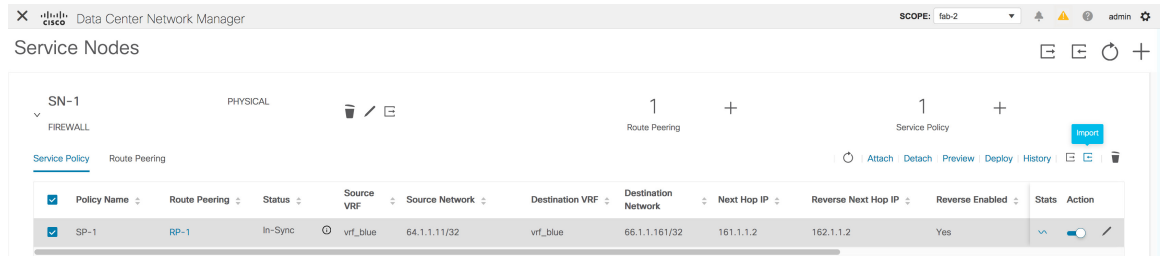 cisco Data Center Network Manager
SCOPE: fab-2
admin
Service Nodes
SN-1
PHYSICAL
FIREWALL
1
Route Peering
1
Service Policy
Import
Service Policy Route Peering
Attach Detach Preview Deploy History
Policy Name Route Peering Status Source VRF Source Network Destination VRF Destination Network Next Hop IP Reverse Next Hop IP Reverse Enabled Stats Action
SP-1 RP-1 In-Sync vrf_blue 64.1.1.11/32 vrf_blue 66.1.1.161/32 161.1.1.2 162.1.1.2 Yes